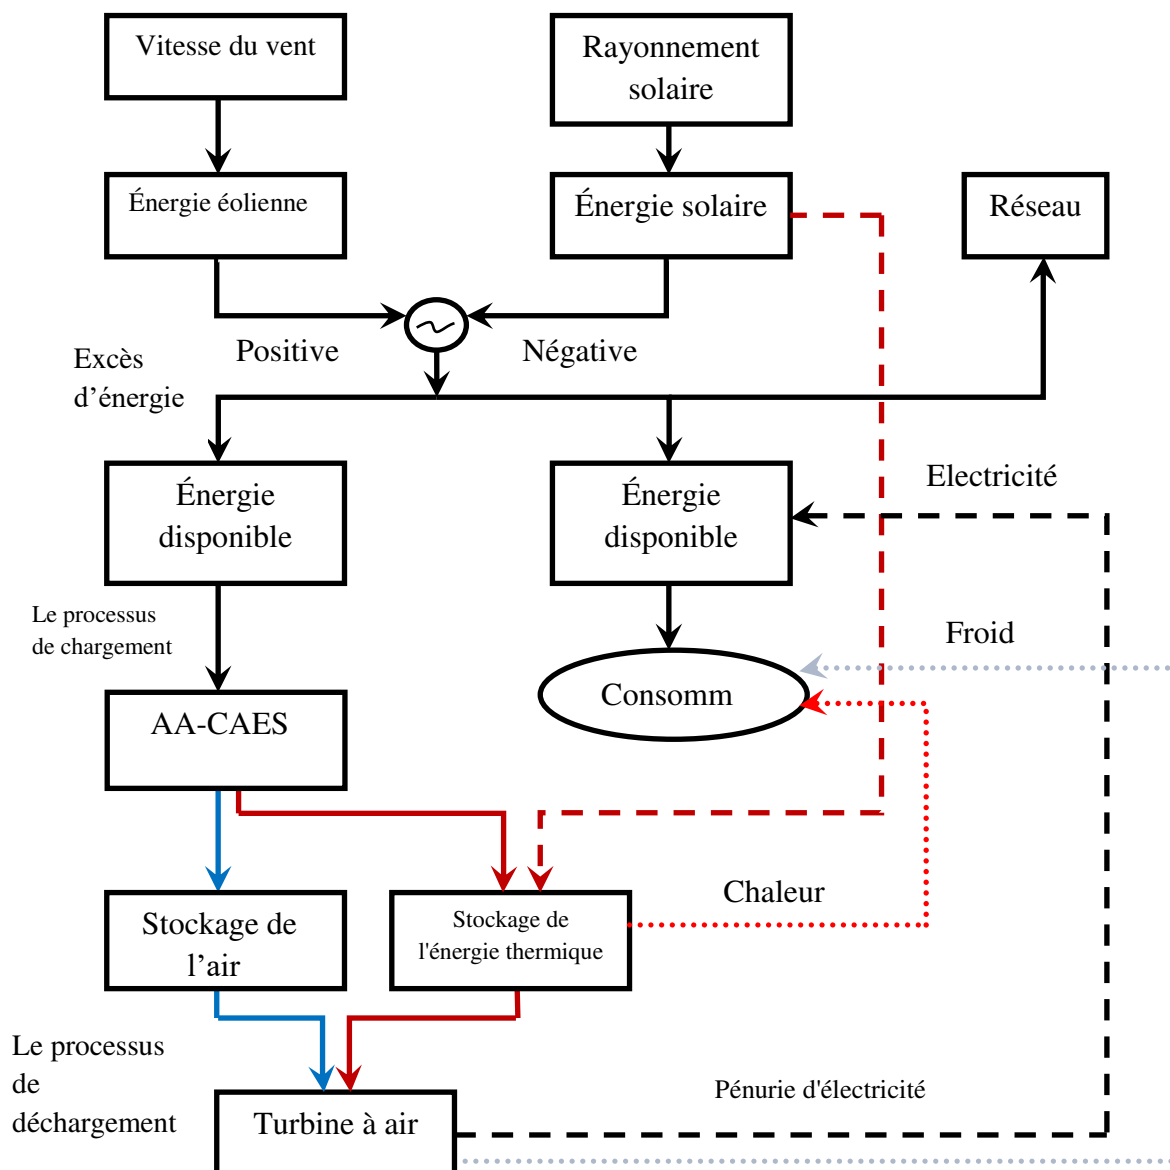 Vitesse du vent
Rayonnement
solaire
Énergie éolienne
Énergie solaire
Réseau
Positive
Négative
Excès
d’énergie
Énergie
disponible
Énergie
disponible
Electricité
Le processus
de chargement
Froid
Consomm
AA-CAES
Chaleur
Stockage de
l’air
Stockage de
l'énergie thermique
Le processus
de
déchargement
Pénurie d'électricité
Turbine à air